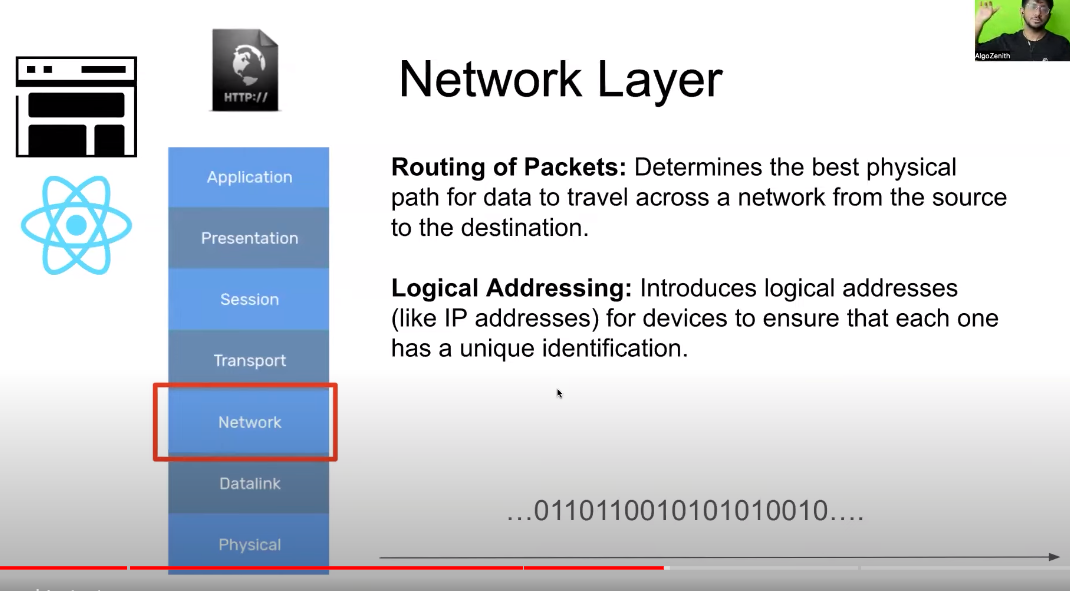 AlgoZenith
HTTP://
Network Layer
Application
Presentation
Session
Transport
Network
Datalink
Physical
Routing of Packets: Determines the best physical
path for data to travel across a network from the source
to the destination.
Logical Addressing: Introduces logical addresses
(like IP addresses) for devices to ensure that each one
has a unique identification.
…0110110010101010010….